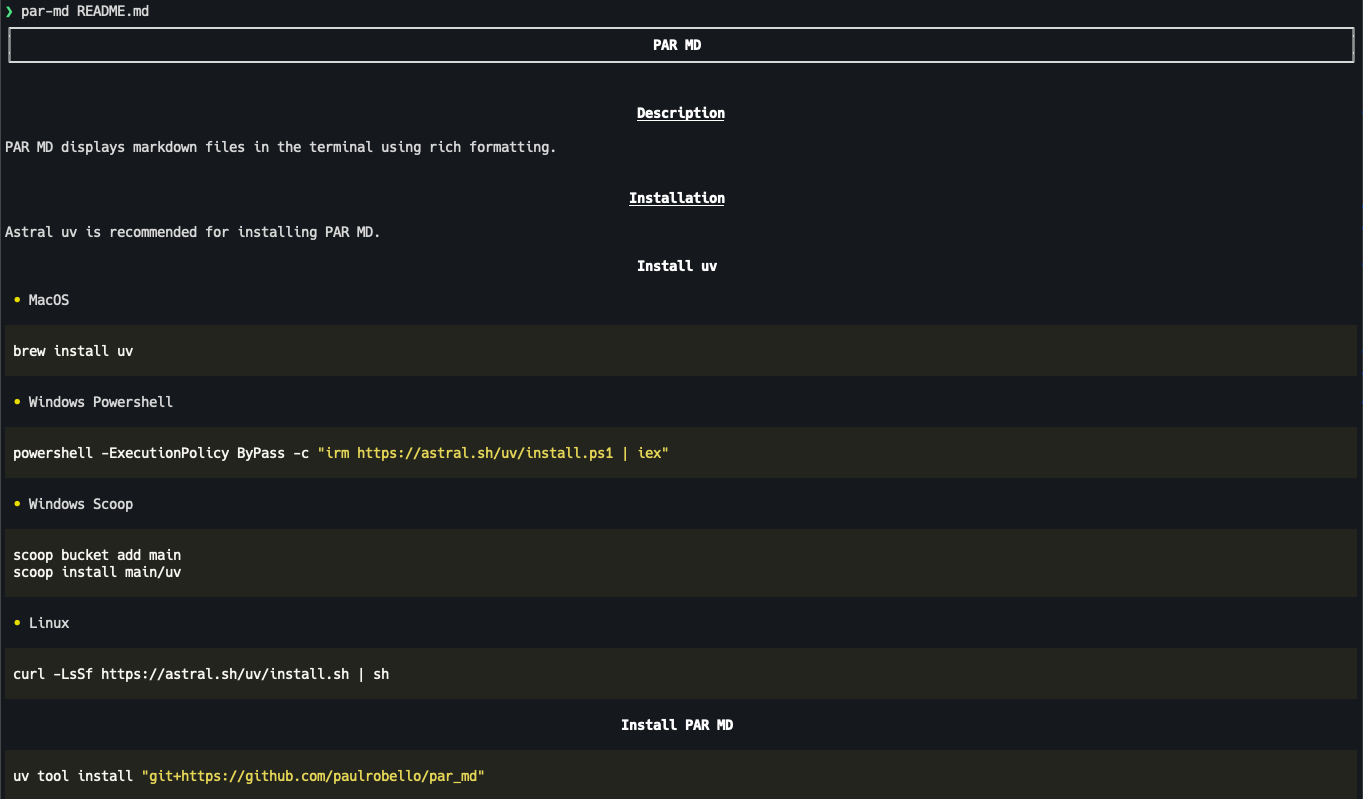 ❯ par-md README.md
PAR MD
Description
PAR MD displays markdown files in the terminal using rich formatting.
Installation
Astral uv is recommended for installing PAR MD.
Install uv
• MacOS
brew install uv
• Windows Powershell
powershell -ExecutionPolicy ByPass -c "irm https://astral.sh/uv/install.ps1 | iex"
• Windows Scoop
scoop bucket add main
scoop install main/uv
• Linux
curl -LsSf https://astral.sh/uv/install.sh | sh
Install PAR MD
uv tool install "git+https://github.com/paulrobello/par_md"